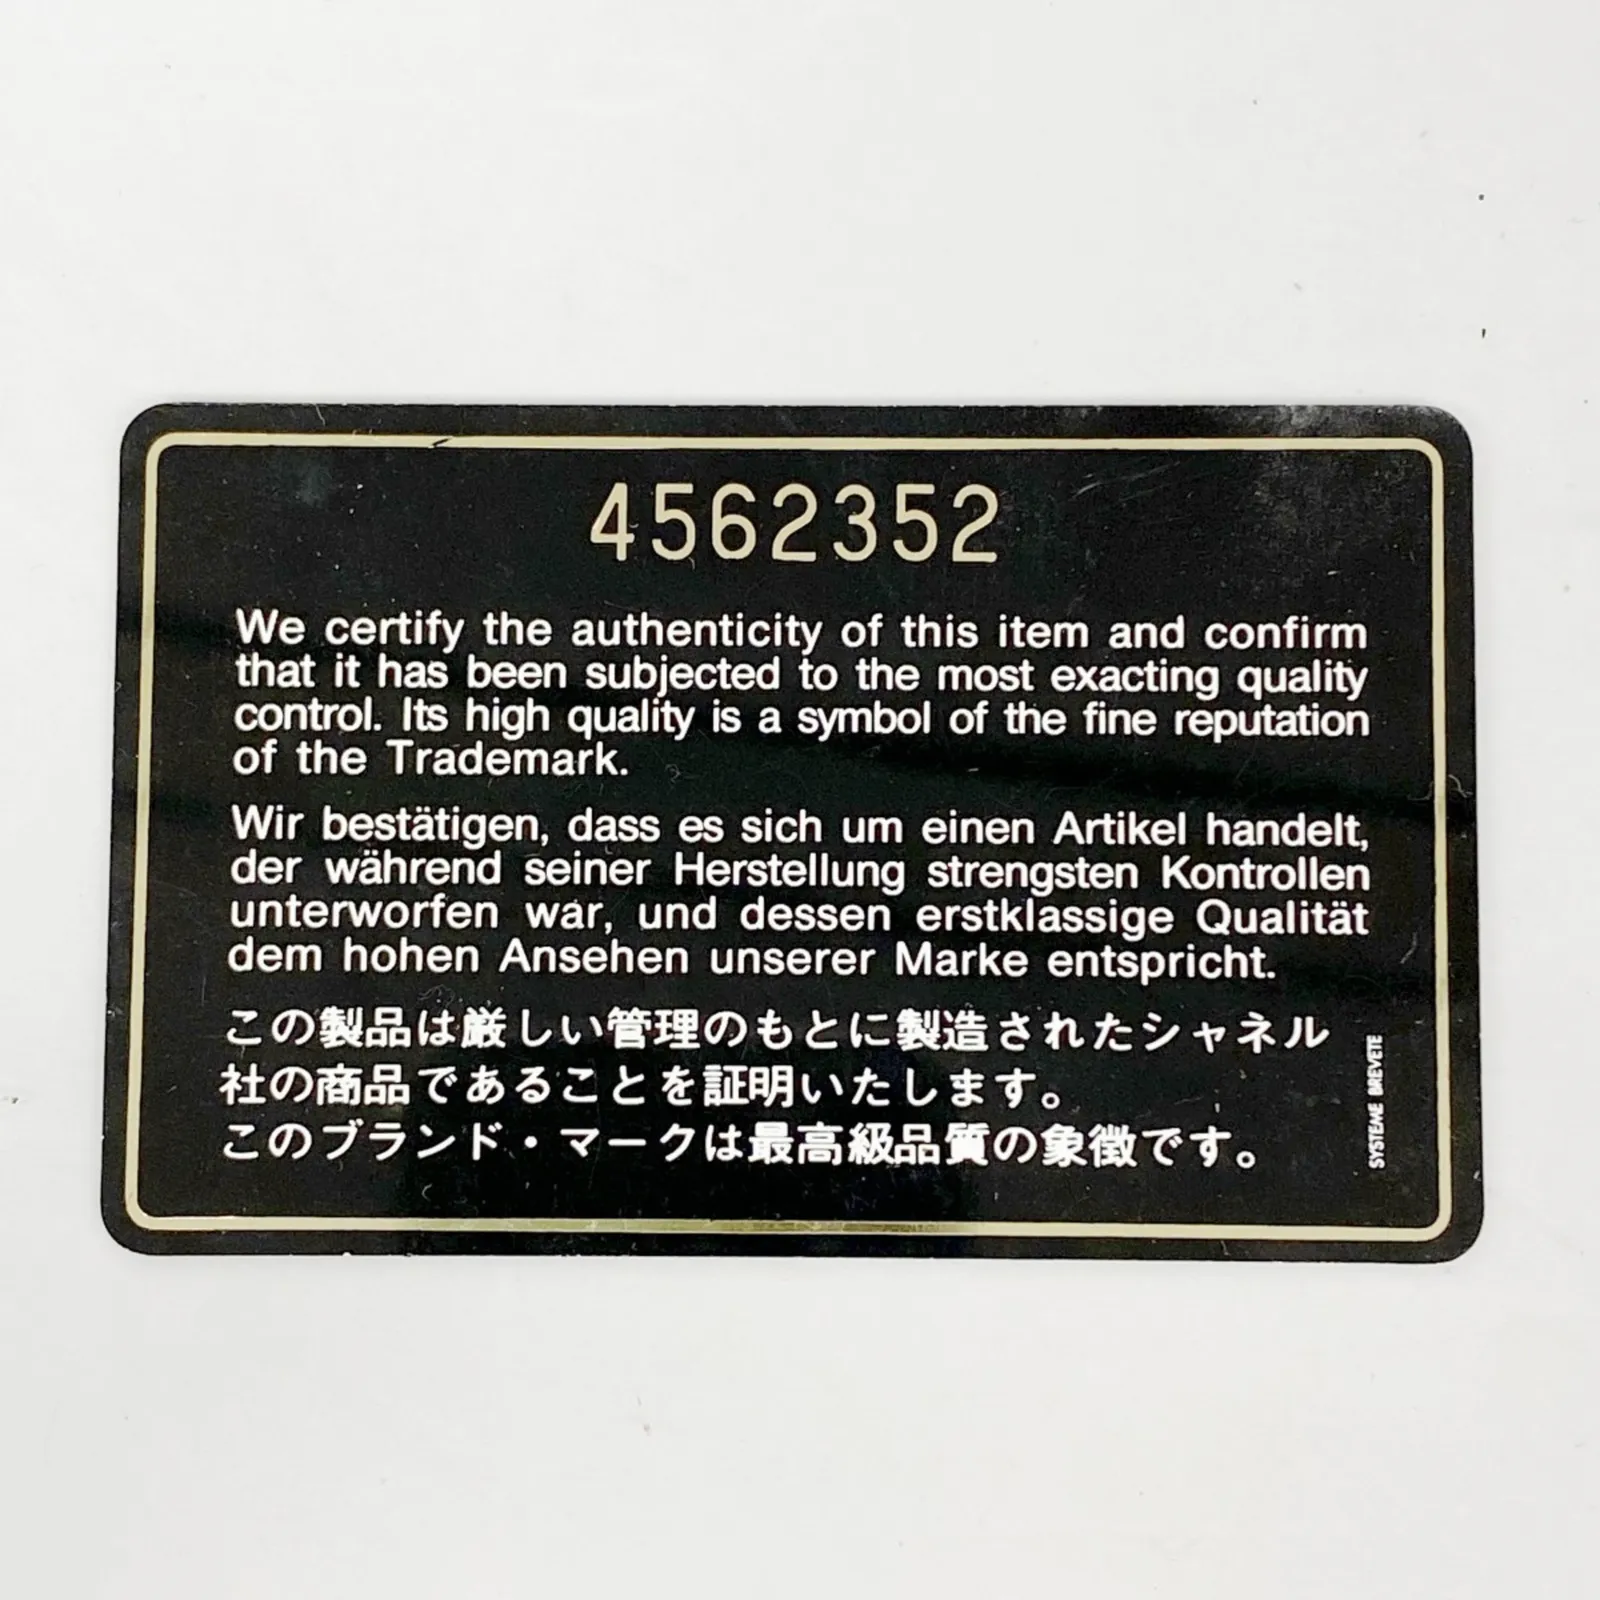 4562352
We certify the authenticity of this item and confirm
that it has been subjected to the most exacting quality
control. Its high quality is a symbol of the fine reputation
of the Trademark.
Wir bestätigen, dass es sich um einen Artikel handelt,
der während seiner Herstellung strengsten Kontrollen
unterworfen war, und dessen erstklassige Qualität
dem hohen Ansehen unserer Marke entspricht.
この製品は厳しい管理のもとに製造されたシャネル
社の商品であることを証明いたします。
このブランド・マークは最高級品質の象徴です。
SYSTEME BREVETE